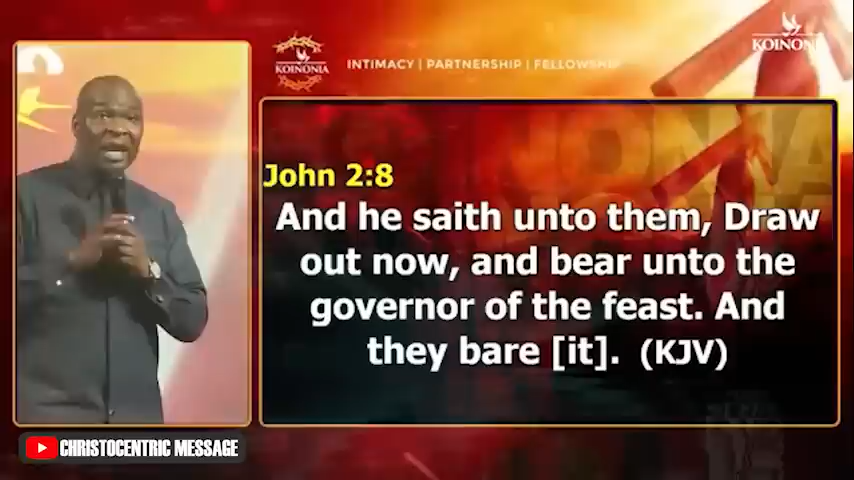 KOINONIA
INTIMACY | PARTNERSHIP | FELLOWSHIP
KOINONIA
John 2:8
And he saith unto them, Draw
out now, and bear unto the
governor of the feast. And
they bare [it]. (KJV)
CHRISTOCENTRIC MESSAGE